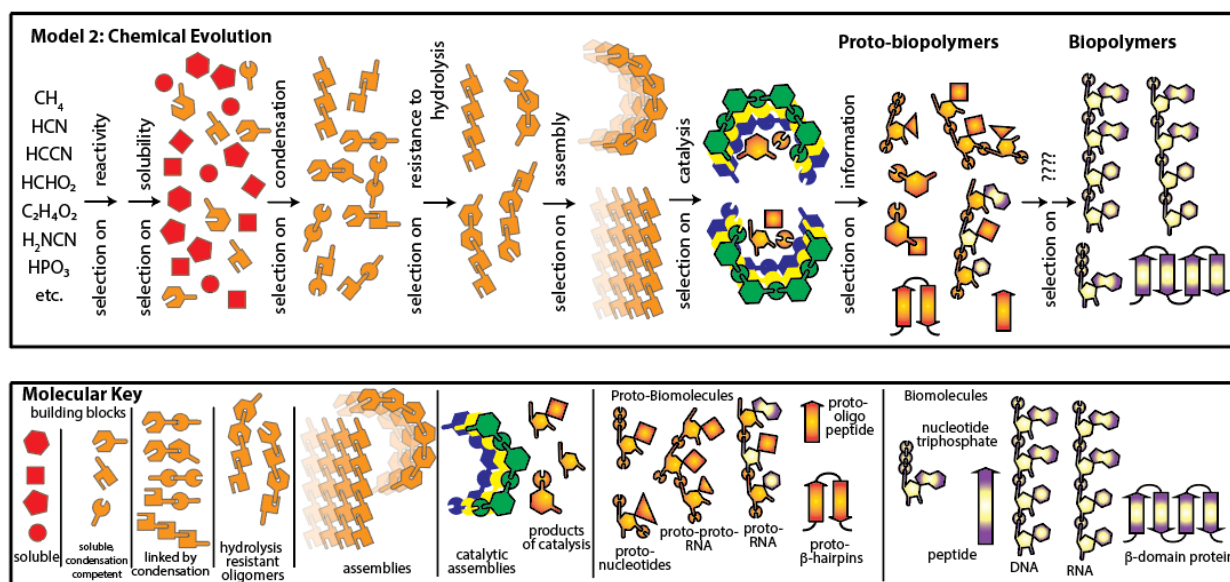 Model 2: Chemical Evolution
Proto-biopolymers
Biopolymers
CH₄
HCN
HCCN
HCHO₂
C₂H₄O₂
H₂NCN
HPO₃
etc.
selection on reactivity
selection on solubility
selection on condensation
selection on resistance to
hydrolysis
selection on assembly
selection on catalysis
selection on information
selection on ????
Molecular Key
building blocks
soluble
soluble,
condensation
competent
linked by
condensation
hydrolysis
resistant
oligomers
assemblies
catalytic
assemblies
products
of catalysis
Proto-Biomolecules
proto-
nucleotides
proto-proto-
RNA
proto-
RNA
proto-
oligo
peptide
proto-
β-hairpins
Biomolecules
nucleotide
triphosphate
peptide
DNA
RNA
β-domain protein